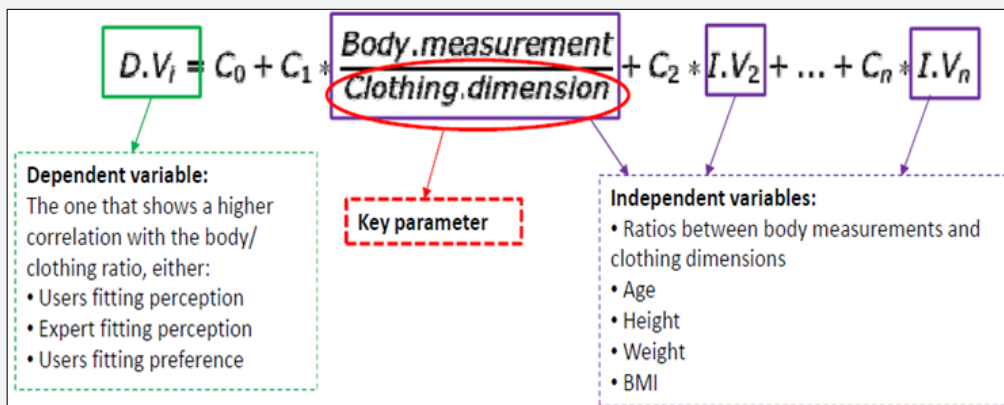 D.Vi = C0 + C1 * Body.measurement / Clothing.dimension + C2 * I.V2 + ... + Cn * I.Vn
Dependent variable:
The one that shows a higher
correlation with the body/
clothing ratio, either:
• Users fitting perception
• Expert fitting perception
• Users fitting preference
Key parameter
Independent variables:
• Ratios between body measurements and
clothing dimensions
• Age
• Height
• Weight
• BMI